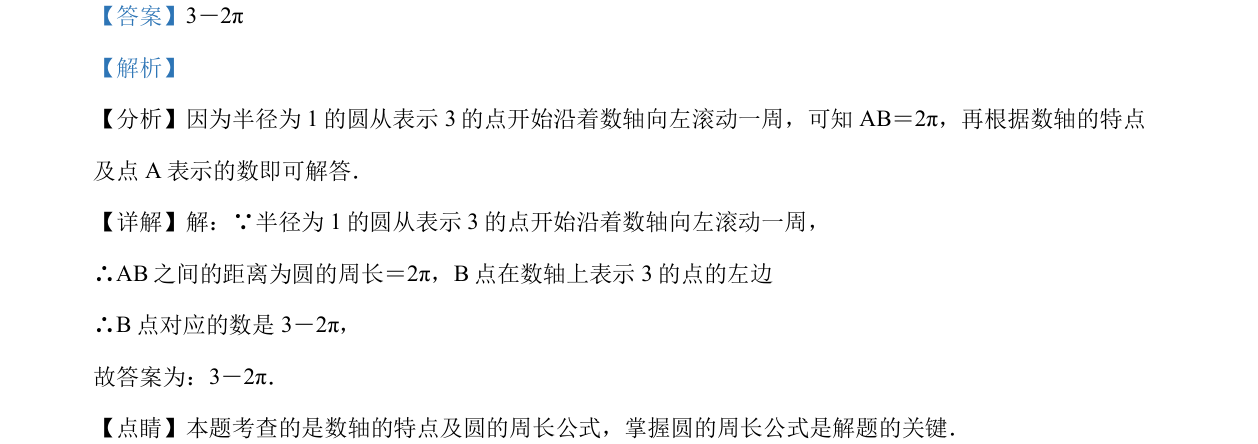 【答案】3－2π
【解析】
【分析】因为半径为 1 的圆从表示 3 的点开始沿着数轴向左滚动一周，可知 AB＝2π，再根据数轴的特点
及点 A 表示的数即可解答．
【详解】解：∵半径为 1 的圆从表示 3 的点开始沿着数轴向左滚动一周，
∴AB 之间的距离为圆的周长＝2π，B 点在数轴上表示 3 的点的左边
∴B 点对应的数是 3－2π，
故答案为：3－2π．
【点睛】本题考查的是数轴的特点及圆的周长公式，掌握圆的周长公式是解题的关键．